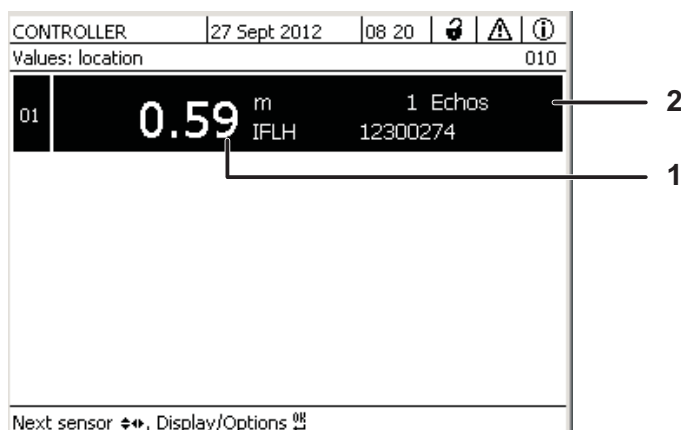 CONTROLLER 27 Sept 2012 08 20
Values: location 010
01 0.59 m 1 Echos
IFLH 12300274
2
1
Next sensor, Display/Options OK